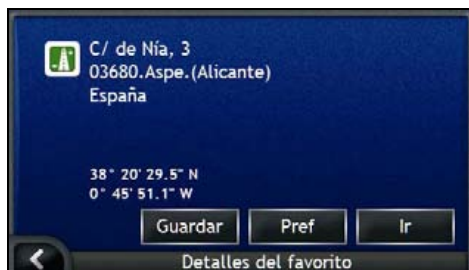 C/ de Nía, 3
03680.Aspe.(Alicante)
España
38° 20' 29.5" N
0° 45' 51.1" W
Guardar Pref Ir
Detalles del favorito